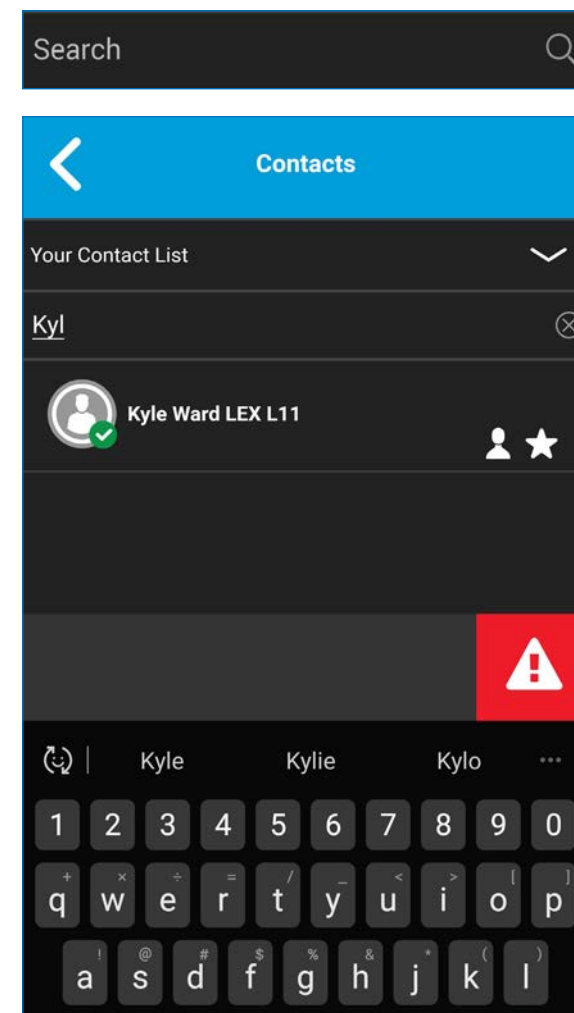 Search
Contacts
Your Contact List
Kyl
Kyle Ward LEX L11
Kyle Kylie Kylo ...
1 2 3 4 5 6 7 8 9 0
+ × ÷ = / _ < > [ ]
q w e r t y u i o p
! @ # $ % & * ( )
a s d f g h j k l